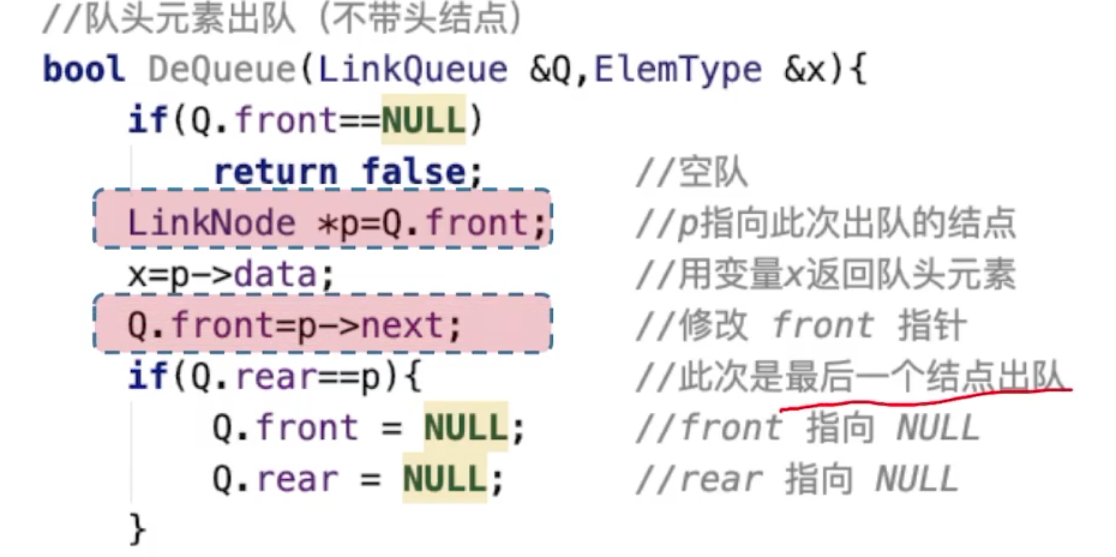 //队头元素出队（不带头结点）
bool DeQueue(LinkQueue &Q,ElemType &x){
if(Q.front==NULL)
return false; //空队
LinkNode *p=Q.front; //p指向此次出队的结点
x=p->data; //用变量x返回队头元素
Q.front=p->next; //修改 front 指针
if(Q.rear==p){ //此次是最后一个结点出队
Q.front = NULL; //front 指向 NULL
Q.rear = NULL; //rear 指向 NULL
}